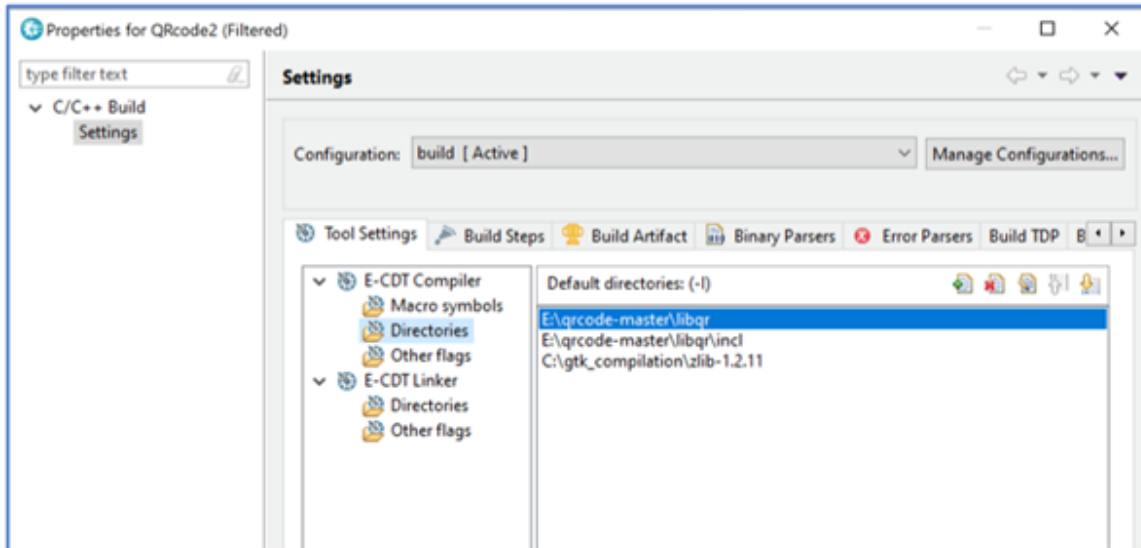 Properties for QRcode2 (Filtered)
type filter text
Settings
C/C++ Build
Settings
Configuration: build [ Active ] Manage Configurations...
Tool Settings Build Steps Build Artifact Binary Parsers Error Parsers Build TDP B
E-CDT Compiler
Macro symbols
Directories
Other flags
E-CDT Linker
Directories
Other flags
Default directories: (-I)
E:\qrcode-master\libqr
E:\qrcode-master\libqr\incl
C:\gtk_compilation\zlib-1.2.11